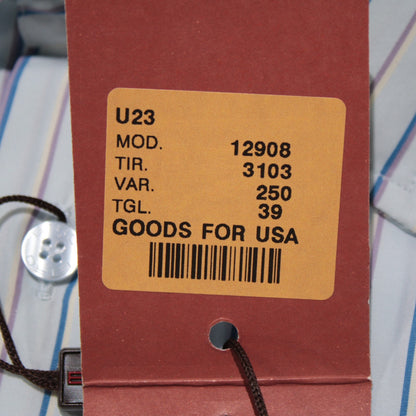 U23
MOD. 12908
TIR. 3103
VAR. 250
TGL. 39
GOODS FOR USA